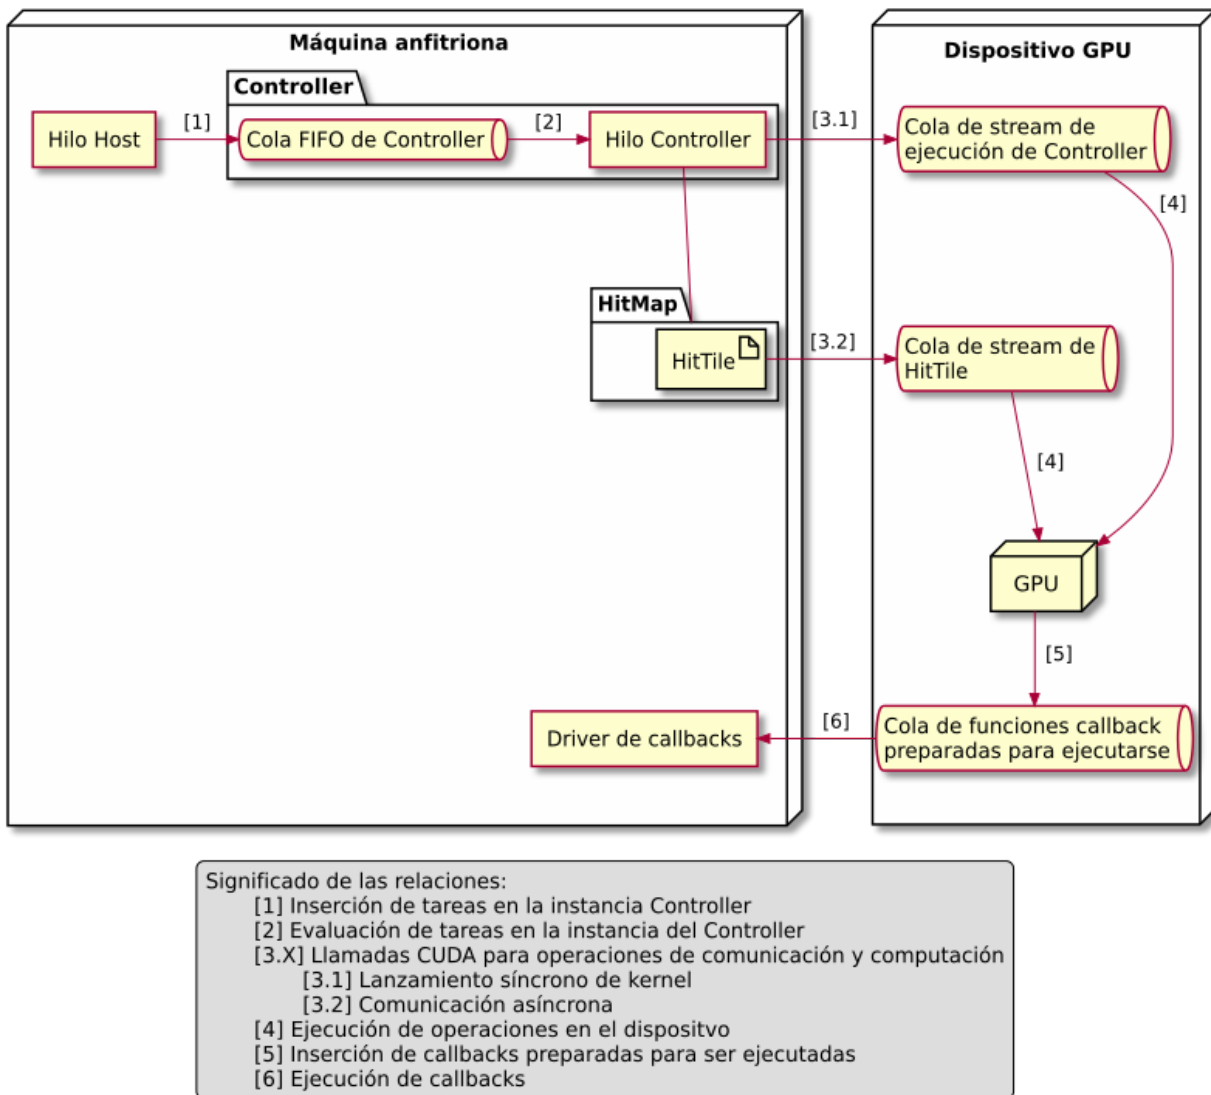 Máquina anfitriona
Dispositivo GPU
Controller
Hilo Host
[1]
Cola FIFO de Controller
[2]
Hilo Controller
[3.1]
Cola de stream de
ejecución de Controller
[4]
HitMap
HitTile
[3.2]
Cola de stream de
HitTile
[4]
GPU
[5]
Driver de callbacks
[6]
Cola de funciones callback
preparadas para ejecutarse
Significado de las relaciones:
[1] Inserción de tareas en la instancia Controller
[2] Evaluación de tareas en la instancia del Controller
[3.X] Llamadas CUDA para operaciones de comunicación y computación
[3.1] Lanzamiento síncrono de kernel
[3.2] Comunicación asíncrona
[4] Ejecución de operaciones en el dispositvo
[5] Inserción de callbacks preparadas para ser ejecutadas
[6] Ejecución de callbacks